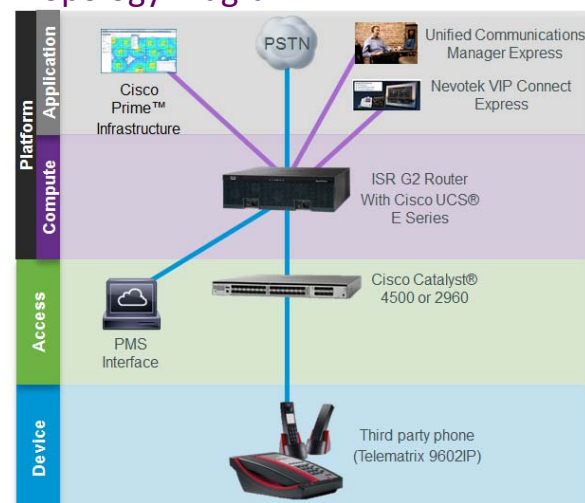 PSTN
Unified Communications
Manager Express
Cisco
Prime™
Infrastructure
Nevotek VIP Connect
Express
Platform
Application
Compute
ISR G2 Router
With Cisco UCS®
E Series
Access
PMS
Interface
Cisco Catalyst®
4500 or 2960
Device
Third party phone
(Telematrix 9602IP)